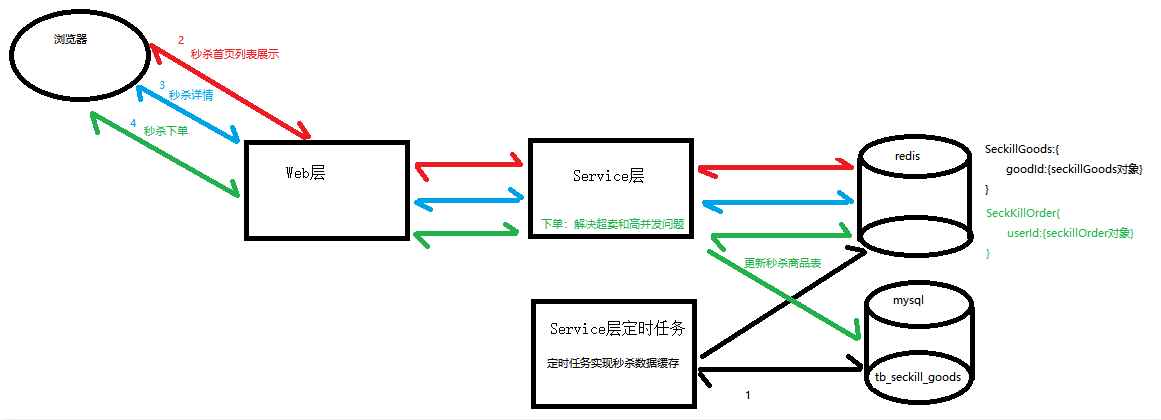 浏览器
2
秒杀首页列表展示
3
秒杀详情
4
秒杀下单
Web层
Service层
下单：解决超卖和高并发问题
redis
SeckillGoods:{
goodId:{seckillGoods对象}
}
SeckKillOrder{
userId:{seckillOrder对象}
}
更新秒杀商品表
mysql
tb_seckill_goods
Service层定时任务
定时任务实现秒杀数据缓存
1